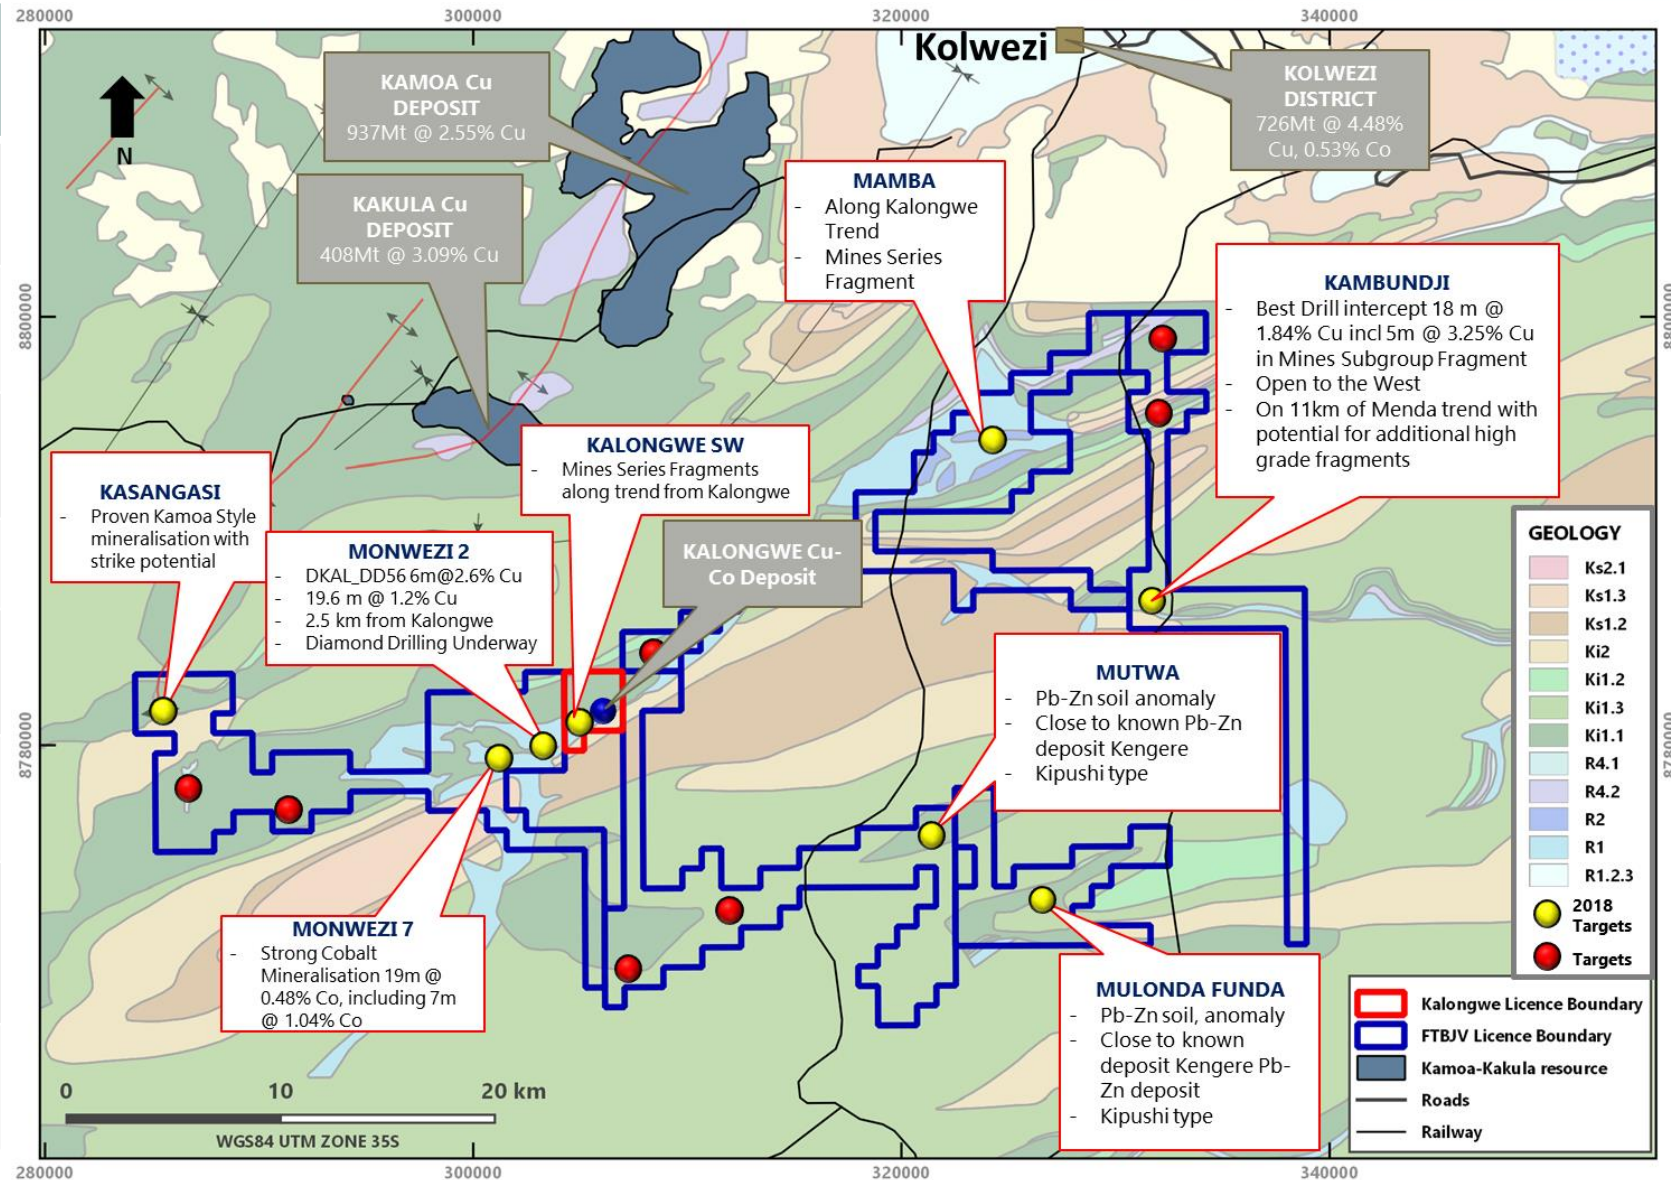 280000
300000
320000
340000
Kolwezi
KAMOA Cu
DEPOSIT
937Mt @ 2.55% Cu
KOLWEZI
DISTRICT
726Mt @ 4.48%
Cu, 0.53% Co
N
KAKULA Cu
DEPOSIT
408Mt @ 3.09% Cu
MAMBA
- Along Kalongwe
Trend
- Mines Series
Fragment
KAMBUNDJI
- Best Drill intercept 18 m @
1.84% Cu incl 5m @ 3.25% Cu
in Mines Subgroup Fragment
- Open to the West
- On 11km of Menda trend with
potential for additional high
grade fragments
8800000
8800000
KALONGWE SW
- Mines Series Fragments
along trend from Kalongwe
KASANGASI
- Proven Kamoa Style
mineralisation with
strike potential
MONWEZI 2
- DKAL_DD56 6m@2.6% Cu
- 19.6 m @ 1.2% Cu
- 2.5 km from Kalongwe
- Diamond Drilling Underway
KALONGWE Cu-
Co Deposit
MUTWA
- Pb-Zn soil anomaly
- Close to known Pb-Zn
deposit Kengere
- Kipushi type
8780000
8780000
GEOLOGY
Ks2.1
Ks1.3
Ks1.2
Ki2
Ki1.2
Ki1.3
Ki1.1
R4.1
R4.2
R2
R1
R1.2.3
2018
Targets
Targets
MONWEZI 7
- Strong Cobalt
Mineralisation 19m @
0.48% Co, including 7m
@ 1.04% Co
MULONDA FUNDA
- Pb-Zn soil, anomaly
- Close to known
deposit Kengere Pb-
Zn deposit
- Kipushi type
Kalongwe Licence Boundary
FTBJV Licence Boundary
Kamoa-Kakula resource
Roads
Railway
0 10 20 km
WGS84 UTM ZONE 35S
280000
300000
320000
340000